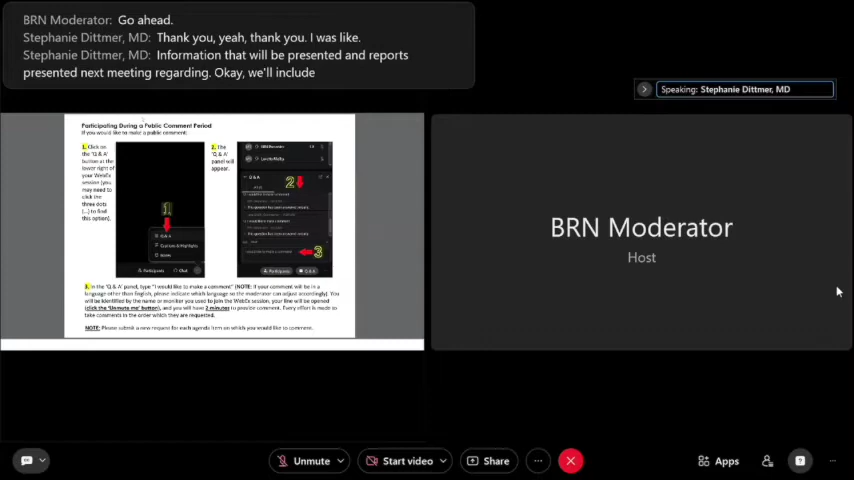 BRN Moderator: Go ahead.
Stephanie Dittmer, MD: Thank you, yeah, thank you. I was like.
Stephanie Dittmer, MD: Information that will be presented and reports
presented next meeting regarding. Okay, we'll include
Speaking: Stephanie Dittmer, MD
Participating During a Public Comment Period
If you would like to make a public comment:
1. Click on
the 'Q & A'
button at the
lower right of
your WebEx
session (you
may need to
click the
three dots
(...) to find
this option).
1
Q & A
Participants
Chat
2. The
'Q & A'
panel will
appear.
BRN Moderator
Q & A
2
3
Participants
Q & A
3. In the 'Q & A' panel, type "I would like to make a comment" (NOTE: If your comment will be in a
language other than English, please indicate which language so the moderator can adjust accordingly). You
will be identified by the name or moniker you used to join the WebEx session, your line will be opened
(click the 'Unmute me' button), and you will have 2 minutes to provide comment. Every effort is made to
take comments in the order which they are requested.
NOTE: Please submit a new request for each agenda item on which you would like to comment.
BRN Moderator
Host
Unmute
Start video
Share
Apps